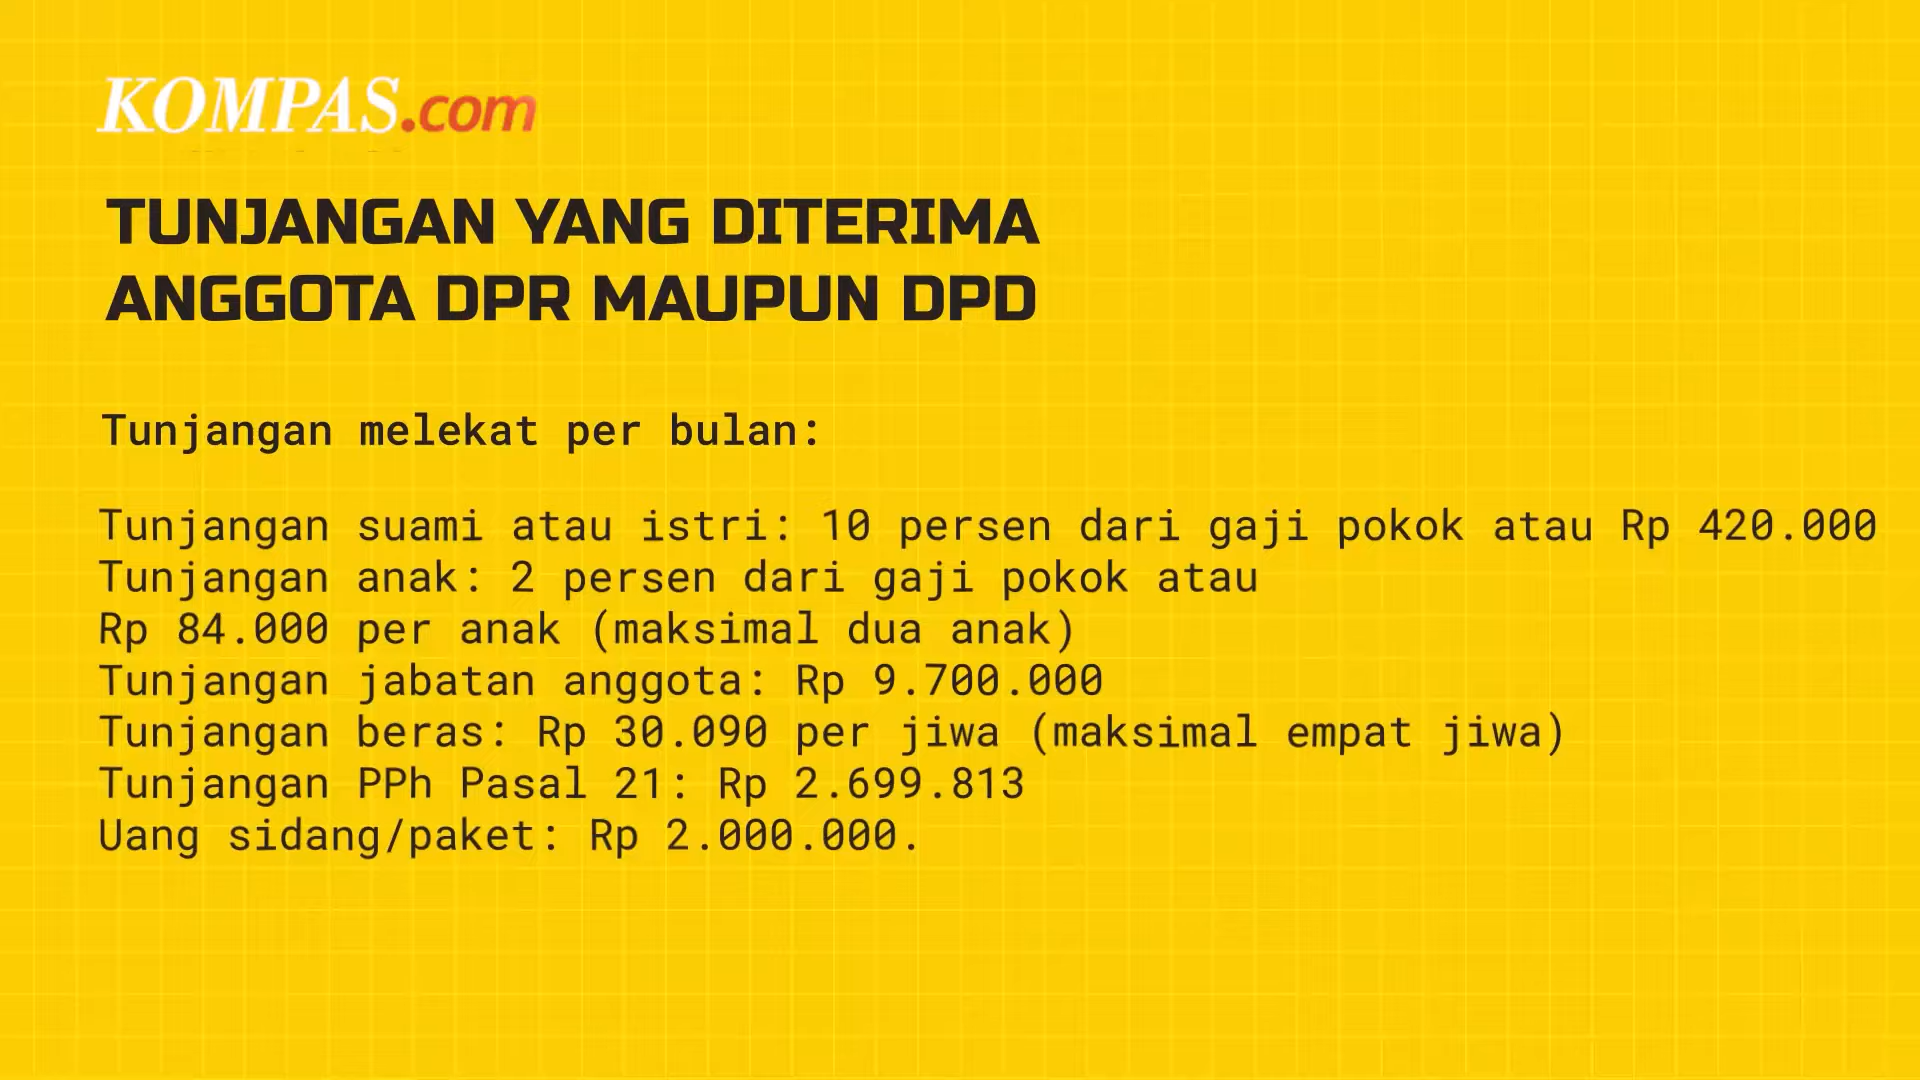 KOMPAS.com
TUNJANGAN YANG DITERIMA
ANGGOTA DPR MAUPUN DPD
Tunjangan melekat per bulan:
Tunjangan suami atau istri: 10 persen dari gaji pokok atau Rp 420.000
Tunjangan anak: 2 persen dari gaji pokok atau
Rp 84.000 per anak (maksimal dua anak)
Tunjangan jabatan anggota: Rp 9.700.000
Tunjangan beras: Rp 30.090 per jiwa (maksimal empat jiwa)
Tunjangan PPh Pasal 21: Rp 2.699.813
Uang sidang/paket: Rp 2.000.000.